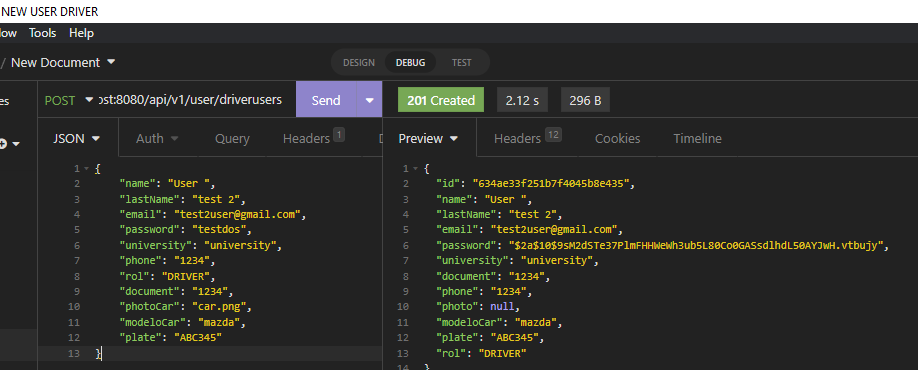 NEW USER DRIVER
ow Tools Help
/ New Document DESIGN DEBUG TEST
es POST ost:8080/api/v1/user/driverusers Send 201 Created 2.12 s 296 B
JSON Auth Query Headers 1 D Preview Headers 12 Cookies Timeline
1 {
2 "name": "User ",
3 "lastName": "test 2",
4 "email": "test2user@gmail.com",
5 "password": "testdos",
6 "university": "university",
7 "phone": "1234",
8 "rol": "DRIVER",
9 "document": "1234",
10 "photoCar": "car.png",
11 "modeloCar": "mazda",
12 "plate": "ABC345"
13 }
1 {
2 "id": "634ae33f251b7f4045b8e435",
3 "name": "User ",
4 "lastName": "test 2",
5 "email": "test2user@gmail.com",
6 "password": "$2a$10$9sM2dSTe37PlmFHHWeWh3ub5L80Co0GASsdlhdL50AYJwH.vtbujy",
7 "university": "university",
8 "document": "1234",
9 "phone": "1234",
10 "photo": null,
11 "modeloCar": "mazda",
12 "plate": "ABC345",
13 "rol": "DRIVER"
14 }